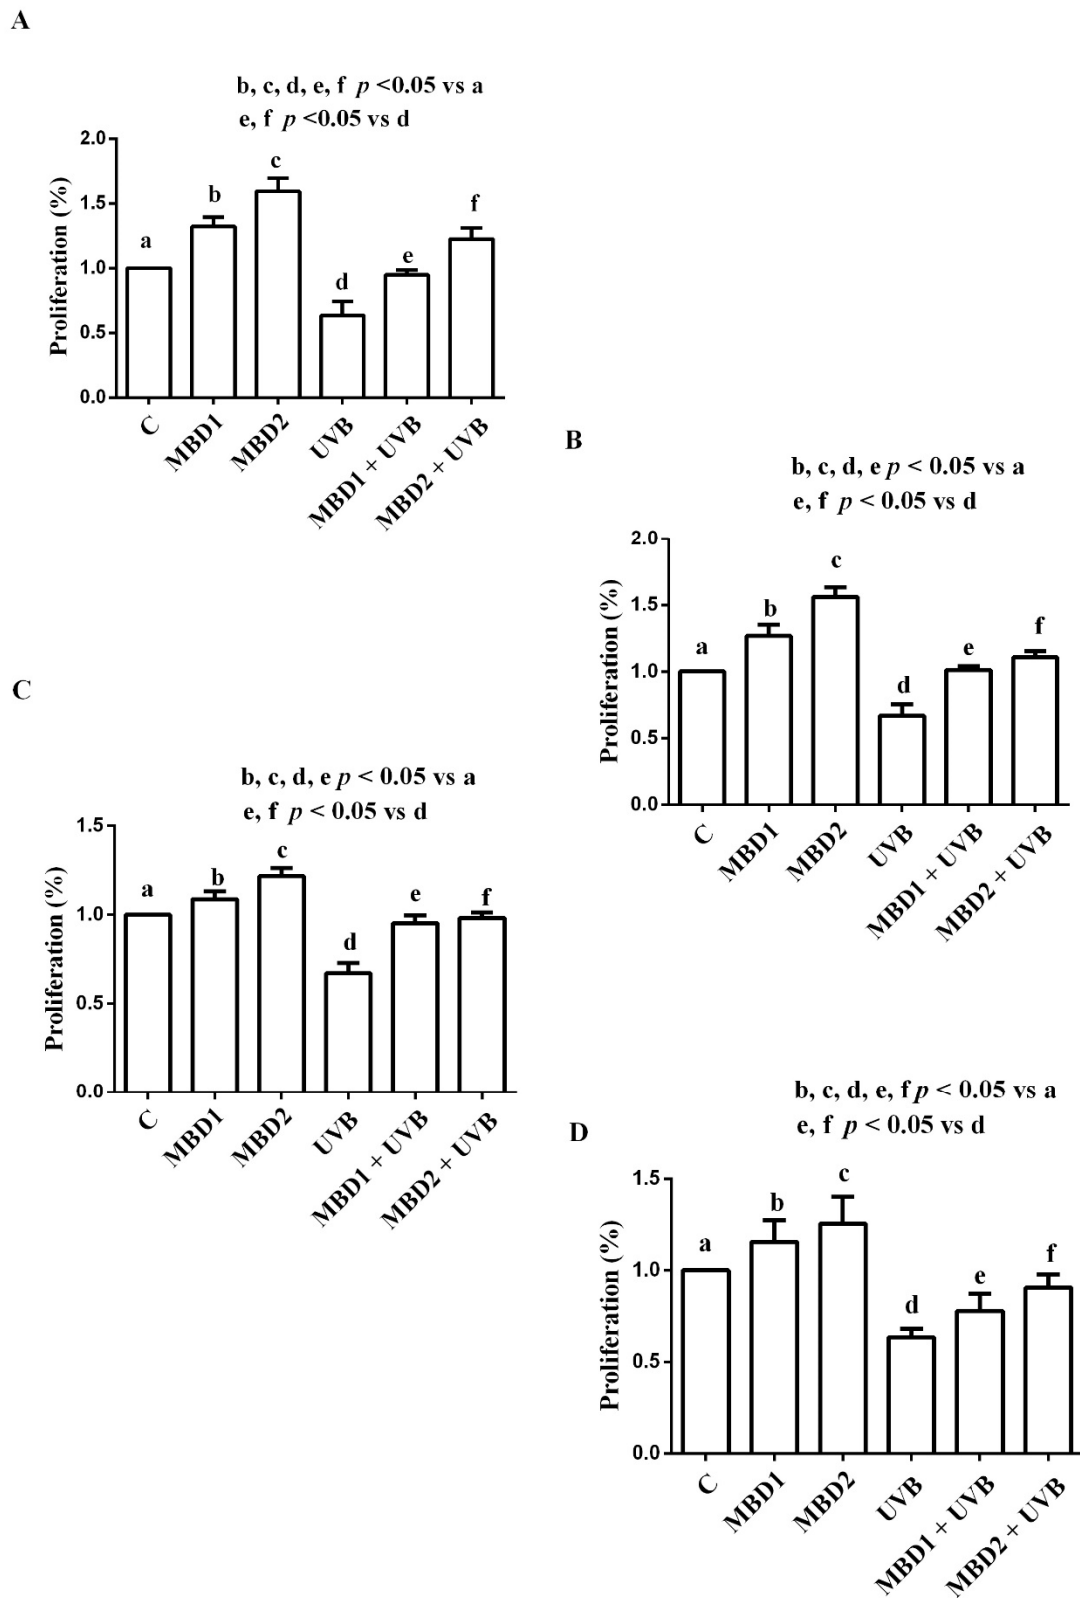 A
b, c, d, e, f p <0.05 vs a
e, f p <0.05 vs d
Proliferation (%)
2.0
1.5
1.0
0.5
0.0
a
b
c
d
e
f
C
MBD1
MBD2
UVB
MBD1 + UVB
MBD2 + UVB
B
b, c, d, e p < 0.05 vs a
e, f p < 0.05 vs d
Proliferation (%)
2.0
1.5
1.0
0.5
0.0
a
b
c
d
e
f
C
MBD1
MBD2
UVB
MBD1 + UVB
MBD2 + UVB
C
b, c, d, e p < 0.05 vs a
e, f p < 0.05 vs d
Proliferation (%)
1.5
1.0
0.5
0.0
a
b
c
d
e
f
C
MBD1
MBD2
UVB
MBD1 + UVB
MBD2 + UVB
D
b, c, d, e, f p < 0.05 vs a
e, f p < 0.05 vs d
Proliferation (%)
1.5
1.0
0.5
0.0
a
b
c
d
e
f
C
MBD1
MBD2
UVB
MBD1 + UVB
MBD2 + UVB